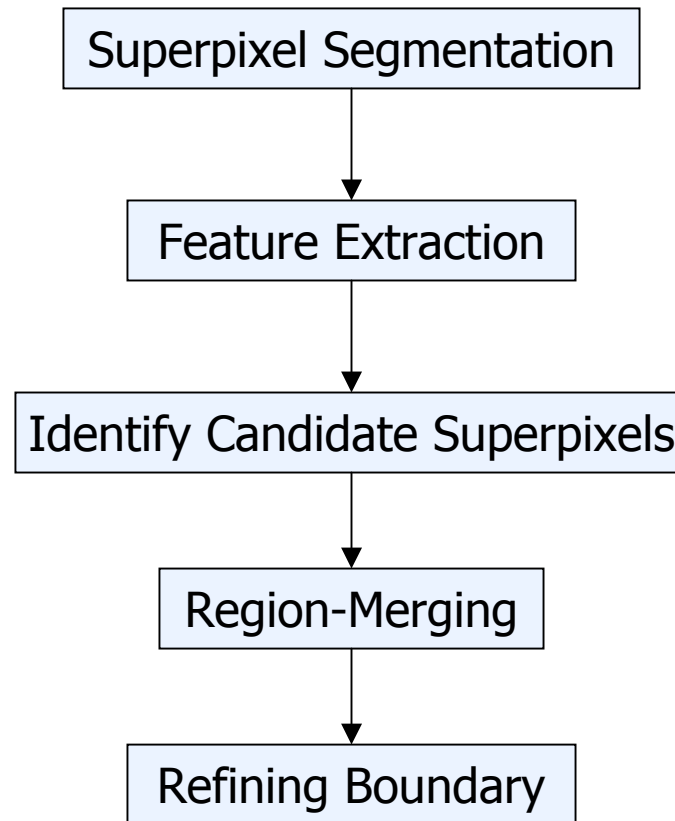 Superpixel Segmentation
Feature Extraction
Identify Candidate Superpixels
Region-Merging
Refining Boundary